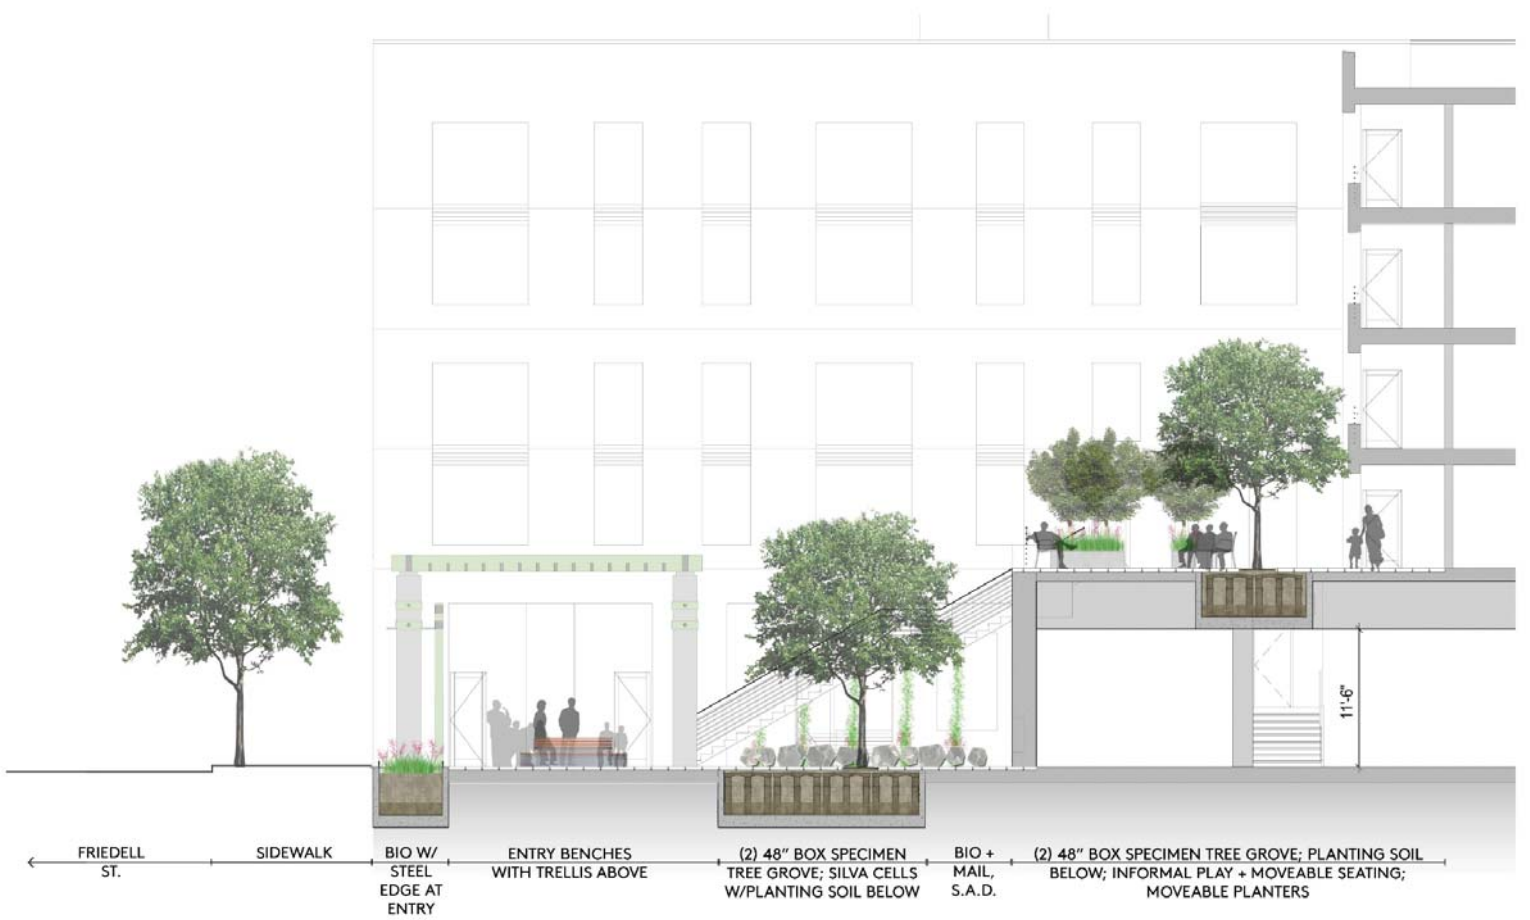 11'-6"
FRIEDELL
ST.
SIDEWALK
BIO W/
STEEL
EDGE AT
ENTRY
ENTRY BENCHES
WITH TRELLIS ABOVE
(2) 48" BOX SPECIMEN
TREE GROVE; SILVA CELLS
W/PLANTING SOIL BELOW
BIO +
MAIL,
S.A.D.
(2) 48" BOX SPECIMEN TREE GROVE; PLANTING SOIL
BELOW; INFORMAL PLAY + MOVEABLE SEATING;
MOVEABLE PLANTERS